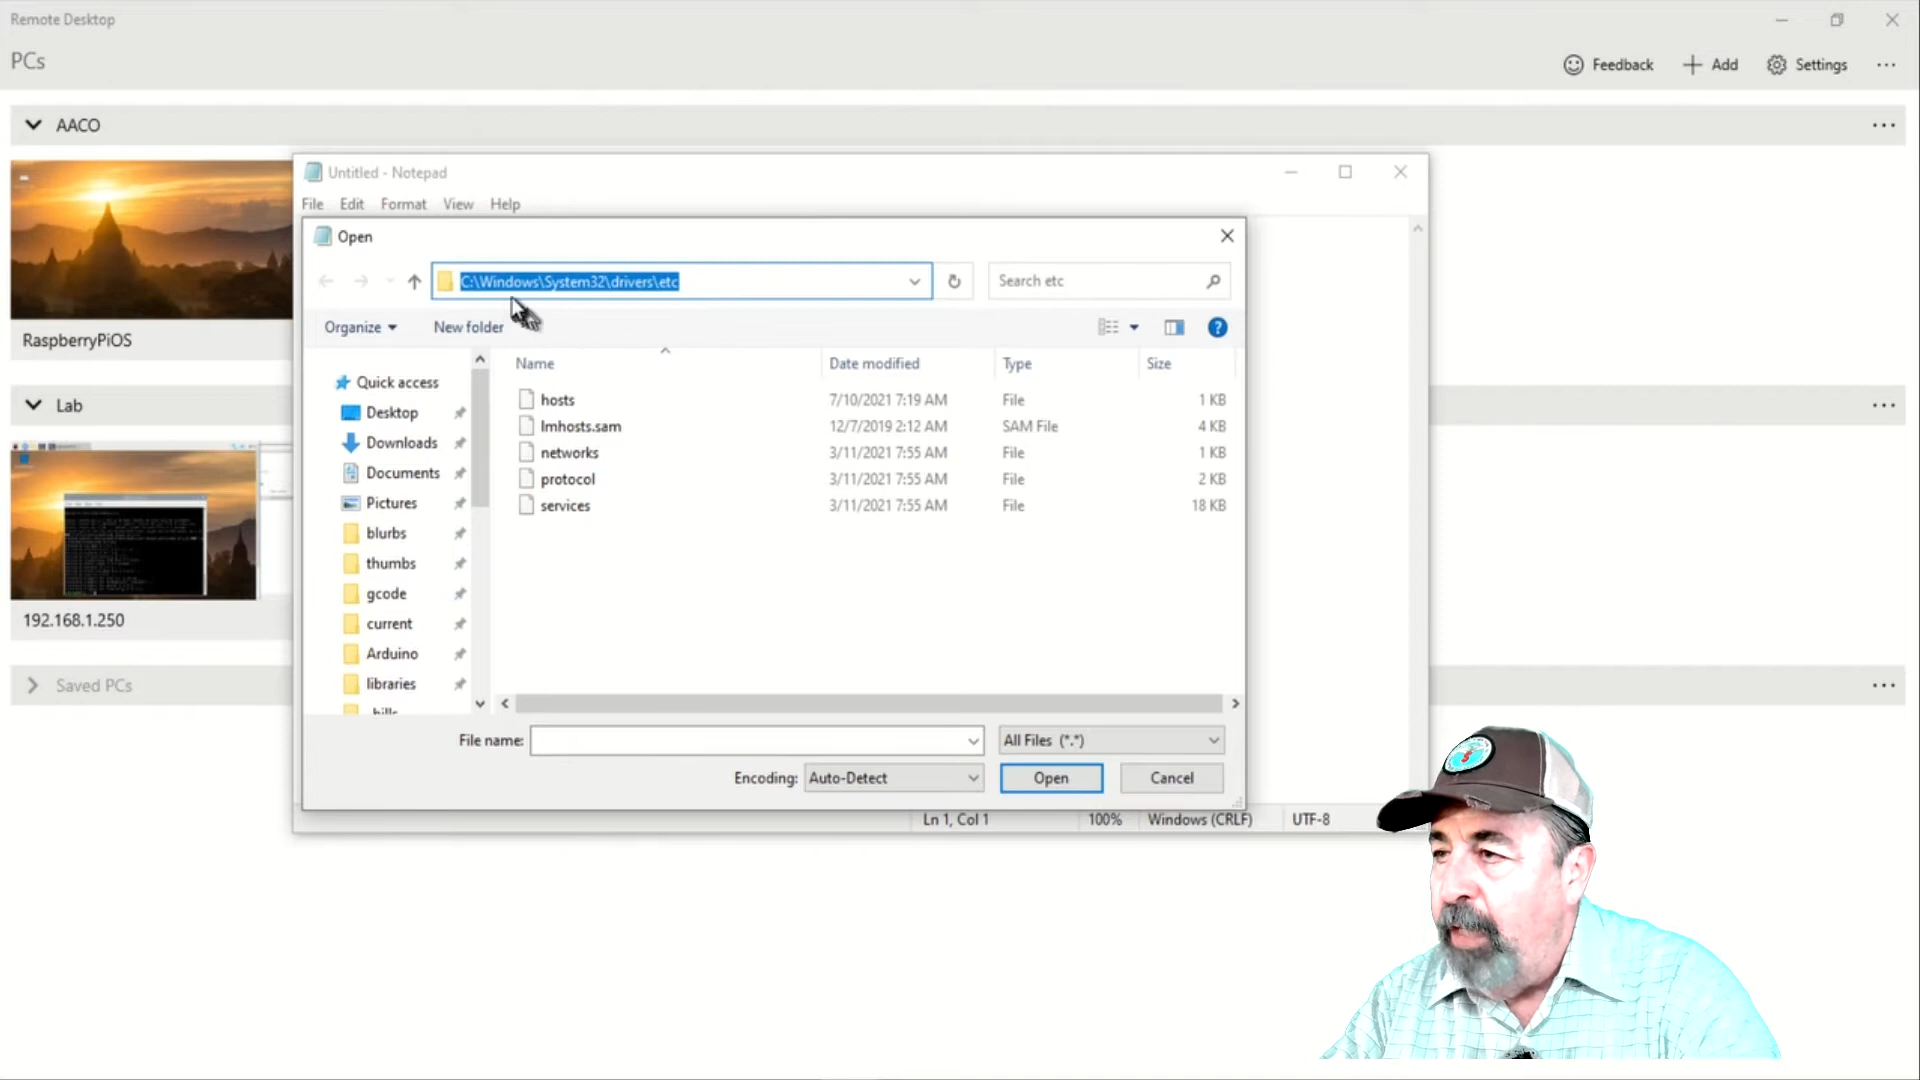 Remote Desktop
PCs
Feedback
Add
Settings
AACO
RaspberryPiOS
Lab
192.168.1.250
Saved PCs
Untitled - Notepad
File Edit Format View Help
Open
C:\Windows\System32\drivers\etc
Search etc
Organize
New folder
Quick access
Desktop
Downloads
Documents
Pictures
blurbs
thumbs
gcode
current
Arduino
libraries
Name Date modified Type Size
hosts 7/10/2021 7:19 AM File 1 KB
lmhosts.sam 12/7/2019 2:12 AM SAM File 4 KB
networks 3/11/2021 7:55 AM File 1 KB
protocol 3/11/2021 7:55 AM File 2 KB
services 3/11/2021 7:55 AM File 18 KB
File name:
All Files (*.*)
Encoding: Auto-Detect
Open
Cancel
Ln 1, Col 1 100% Windows (CRLF) UTF-8